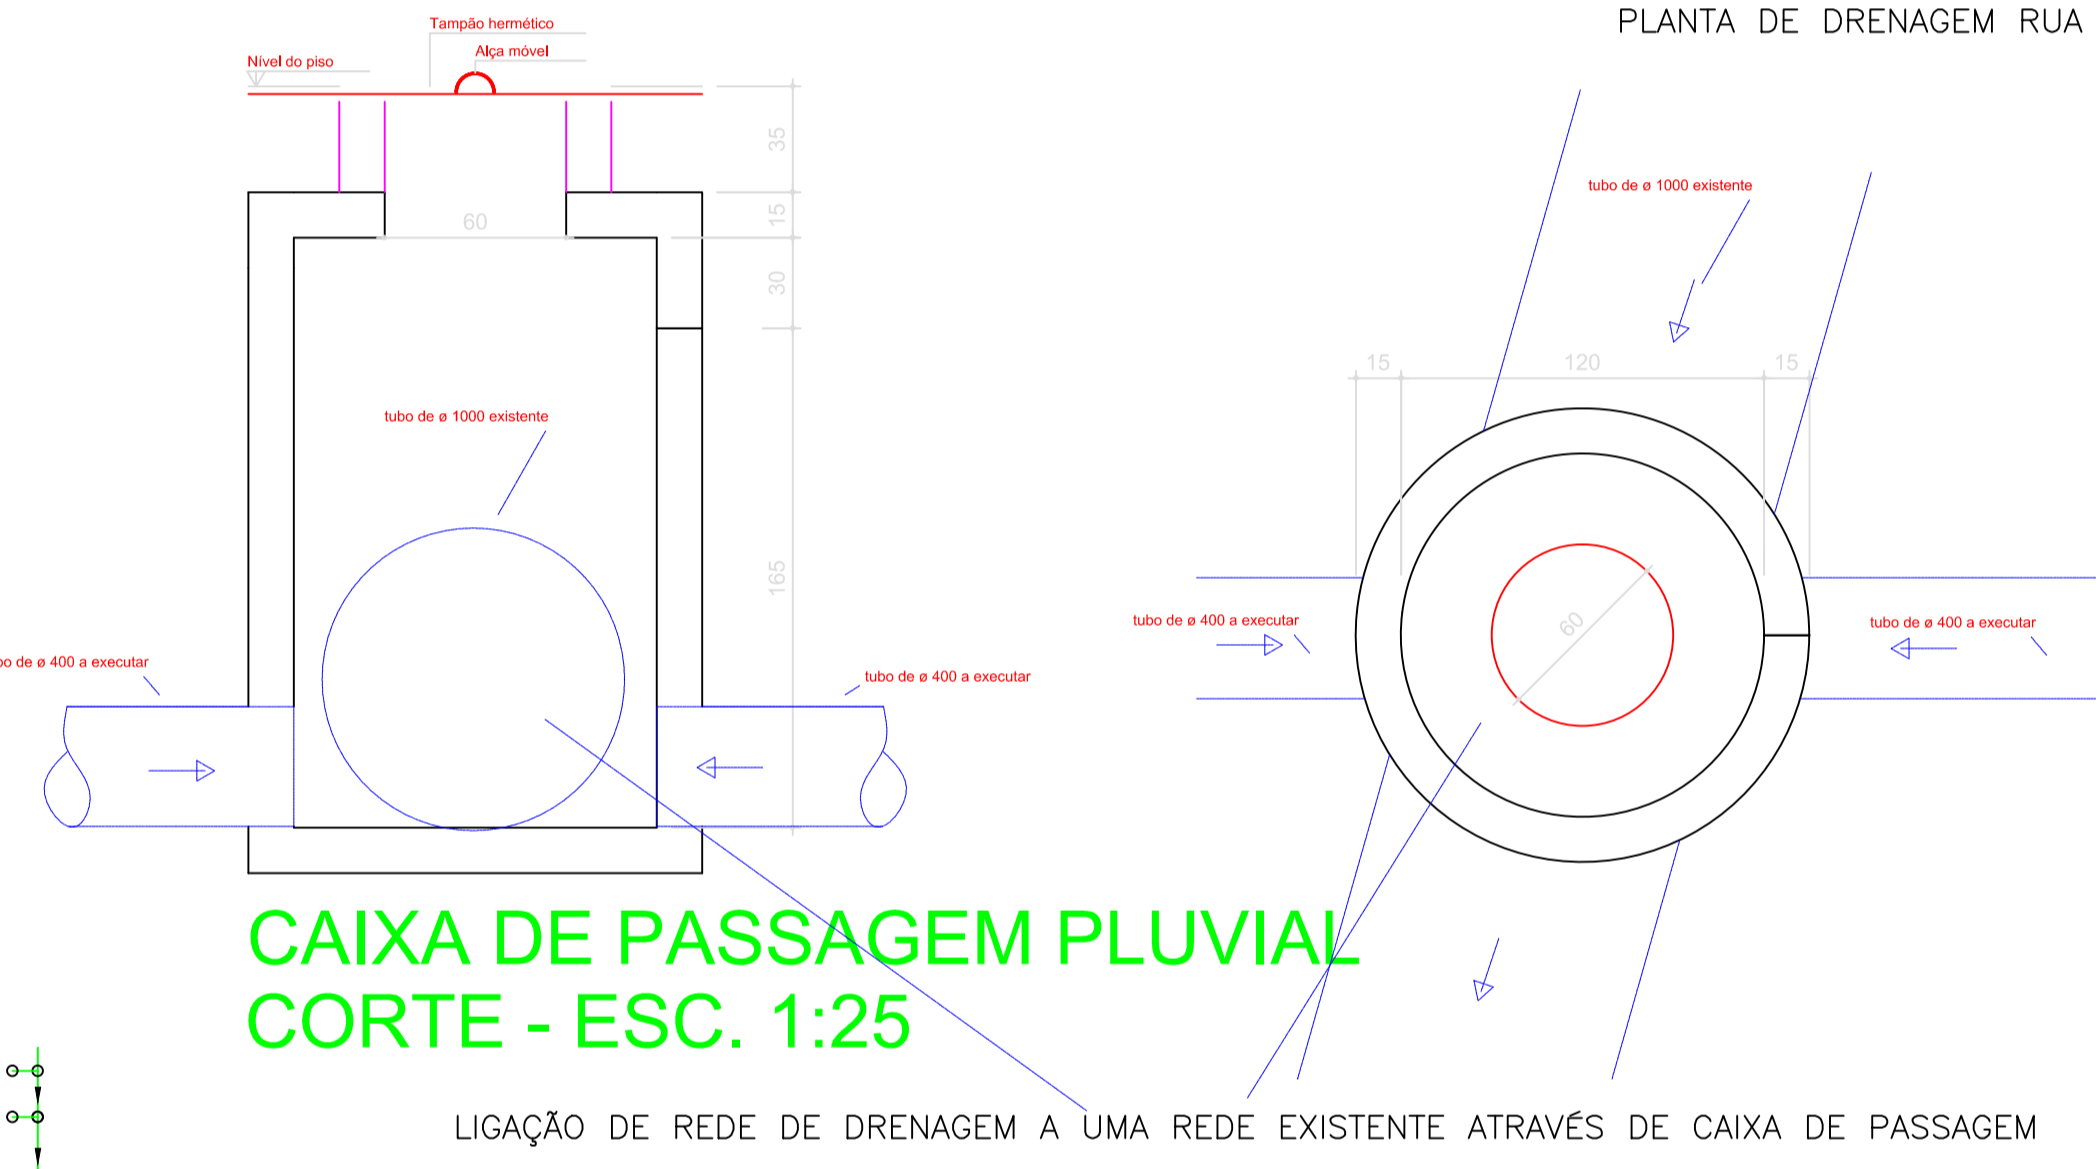 PLANTA DE DRENAGEM RUA
Tampão hermético
Alça móvel
Nível do piso
35
15
60
30
165
tubo de ø 1000 existente
bo de ø 400 a executar
tubo de ø 400 a executar
tubo de ø 1000 existente
15
120
15
tubo de ø 400 a executar
60
tubo de ø 400 a executar
CAIXA DE PASSAGEM PLUVIAL
CORTE - ESC. 1:25
LIGAÇÃO DE REDE DE DRENAGEM A UMA REDE EXISTENTE ATRAVÉS DE CAIXA DE PASSAGEM